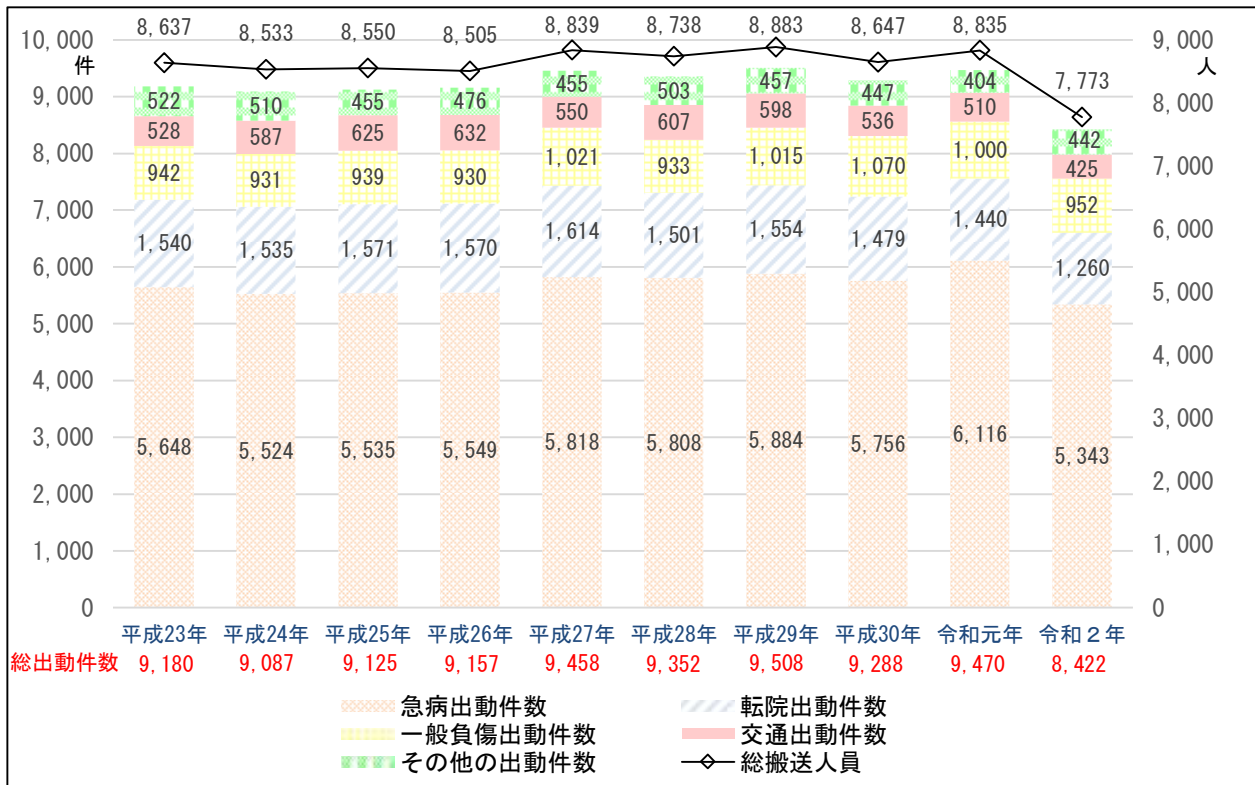 8,637 8,533 8,550 8,505 8,839 8,738 8,883 8,647 8,835 7,773
10,000 9,000
件 人
9,000 8,000
8,000 7,000
7,000 6,000
6,000 5,000
5,000 4,000
4,000 3,000
3,000 2,000
2,000 1,000
1,000
0 0
522 510 455 476 455 503 457 447 404 442
528 587 625 632 550 607 598 536 510 425
942 931 939 930 1,021 933 1,015 1,070 1,000 952
1,540 1,535 1,571 1,570 1,614 1,501 1,554 1,479 1,440 1,260
5,648 5,524 5,535 5,549 5,818 5,808 5,884 5,756 6,116 5,343
平成23年 平成24年 平成25年 平成26年 平成27年 平成28年 平成29年 平成30年 令和元年 令和２年
総出動件数 9,180 9,087 9,125 9,157 9,458 9,352 9,508 9,288 9,470 8,422
急病出動件数 転院出動件数
一般負傷出動件数 交通出動件数
その他の出動件数 総搬送人員